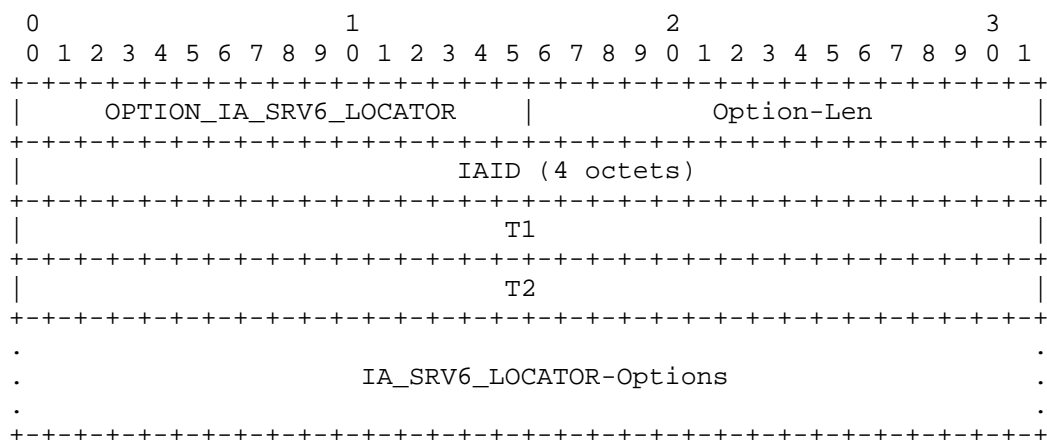 0                   1                   2                   3
 0 1 2 3 4 5 6 7 8 9 0 1 2 3 4 5 6 7 8 9 0 1 2 3 4 5 6 7 8 9 0 1
+-+-+-+-+-+-+-+-+-+-+-+-+-+-+-+-+-+-+-+-+-+-+-+-+-+-+-+-+-+-+-+-+
|     OPTION_IA_SRV6_LOCATOR    |           Option-Len          |
+-+-+-+-+-+-+-+-+-+-+-+-+-+-+-+-+-+-+-+-+-+-+-+-+-+-+-+-+-+-+-+-+
|                           IAID (4 octets)                     |
+-+-+-+-+-+-+-+-+-+-+-+-+-+-+-+-+-+-+-+-+-+-+-+-+-+-+-+-+-+-+-+-+
|                              T1                               |
+-+-+-+-+-+-+-+-+-+-+-+-+-+-+-+-+-+-+-+-+-+-+-+-+-+-+-+-+-+-+-+-+
|                              T2                               |
+-+-+-+-+-+-+-+-+-+-+-+-+-+-+-+-+-+-+-+-+-+-+-+-+-+-+-+-+-+-+-+-+
.                                                               .
.                     IA_SRV6_LOCATOR-Options                   .
.                                                               .
+-+-+-+-+-+-+-+-+-+-+-+-+-+-+-+-+-+-+-+-+-+-+-+-+-+-+-+-+-+-+-+-+